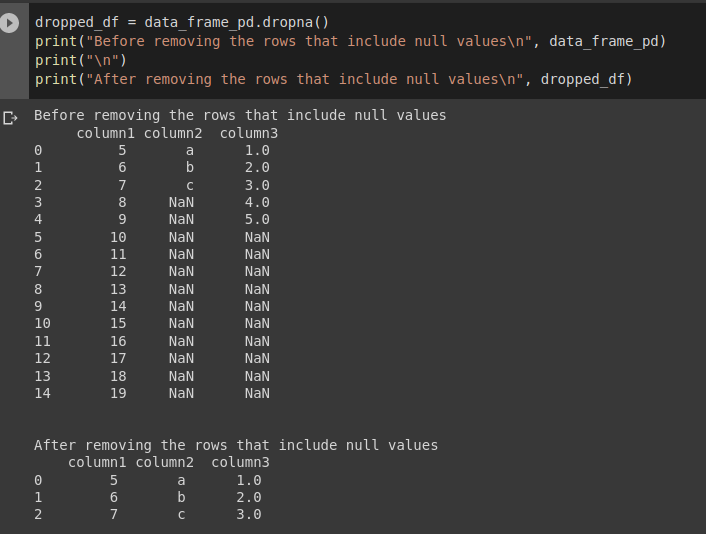 dropped_df = data_frame_pd.dropna()
print("Before removing the rows that include null values\n", data_frame_pd)
print("\n")
print("After removing the rows that include null values\n", dropped_df)
Before removing the rows that include null values
     column1 column2  column3
0         5       a      1.0
1         6       b      2.0
2         7       c      3.0
3         8     NaN      4.0
4         9     NaN      5.0
5        10     NaN      NaN
6        11     NaN      NaN
7        12     NaN      NaN
8        13     NaN      NaN
9        14     NaN      NaN
10       15     NaN      NaN
11       16     NaN      NaN
12       17     NaN      NaN
13       18     NaN      NaN
14       19     NaN      NaN
After removing the rows that include null values
    column1 column2  column3
0        5       a      1.0
1        6       b      2.0
2        7       c      3.0